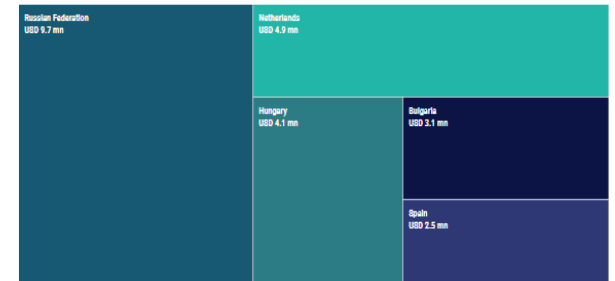 Russian Federation
USD 9.7 mn
Netherlands
USD 4.9 mn
Hungary
USD 4.1 mn
Bulgaria
USD 3.1 mn
Spain
USD 2.5 mn